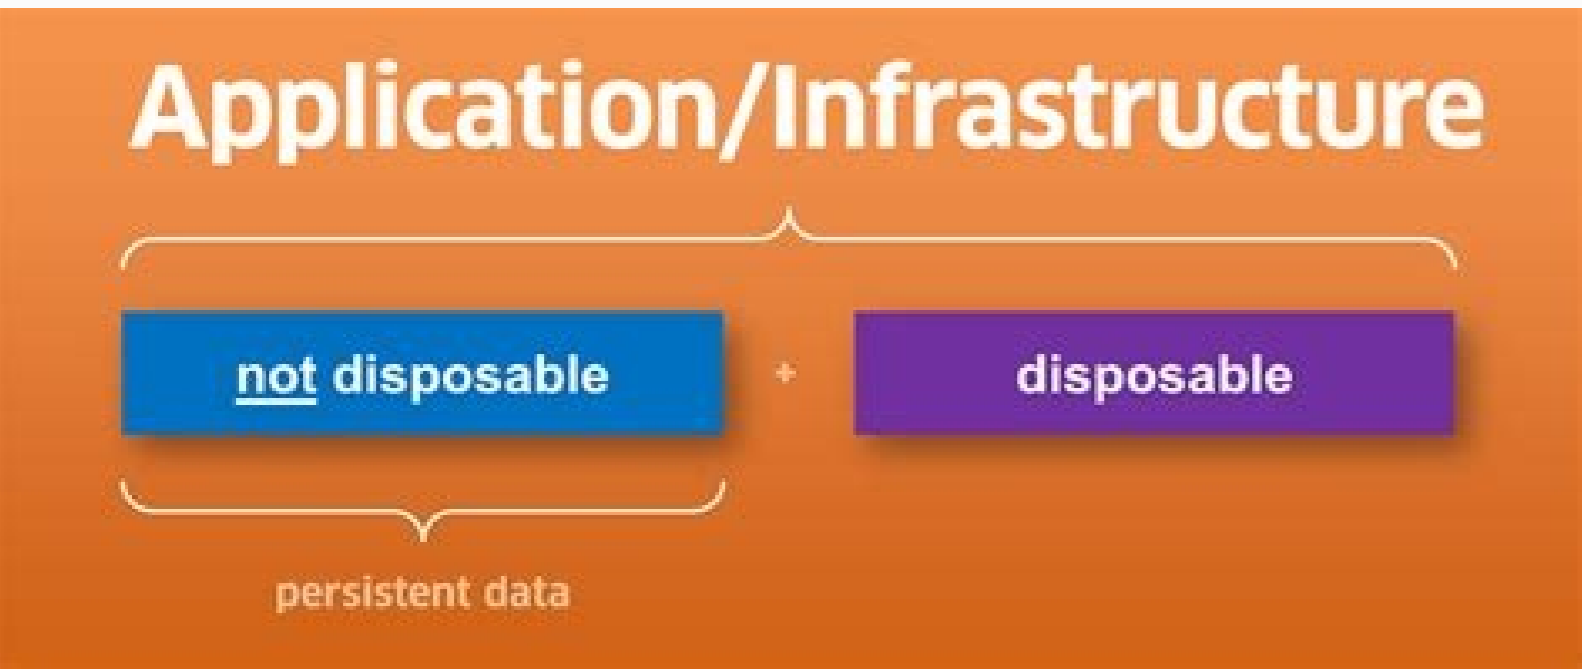 Application/Infrastructure
not disposable + disposable
persistent data